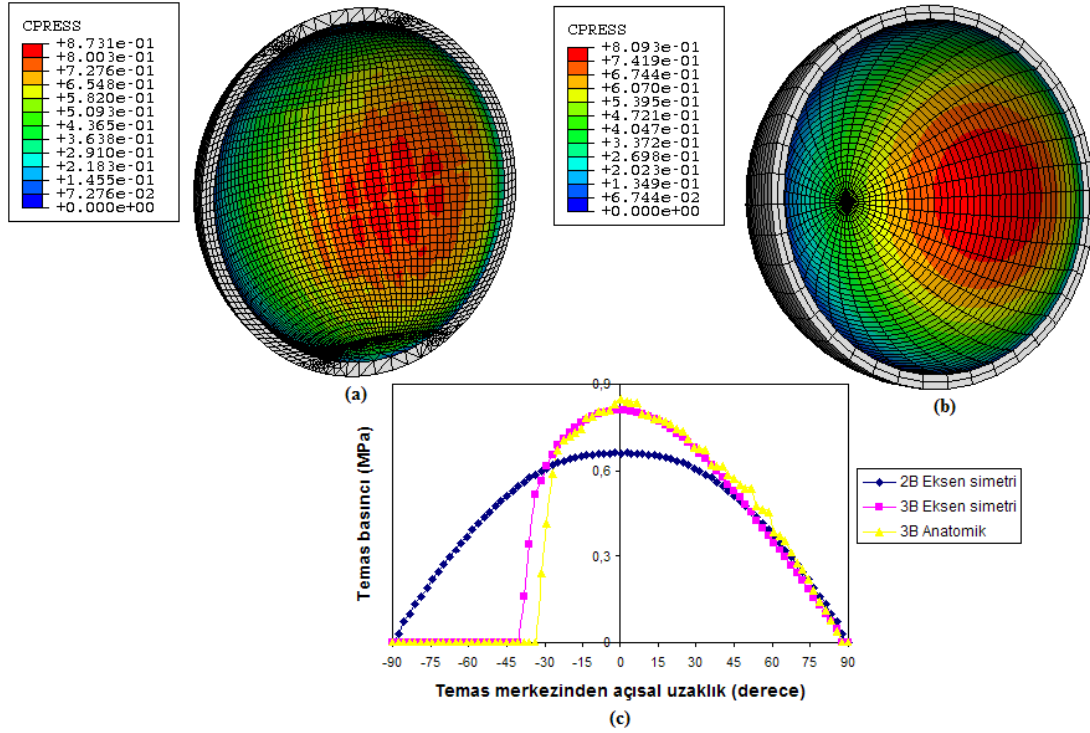 CPRESS
+8.731e-01
+8.003e-01
+7.276e-01
+6.548e-01
+5.820e-01
+5.093e-01
+4.365e-01
+3.638e-01
+2.910e-01
+2.183e-01
+1.455e-01
+7.276e-02
+0.000e+00
(a)
CPRESS
+8.093e-01
+7.419e-01
+6.744e-01
+6.070e-01
+5.395e-01
+4.721e-01
+4.047e-01
+3.372e-01
+2.698e-01
+2.023e-01
+1.349e-01
+6.744e-02
+0.000e+00
(b)
Temas basıncı (MPa)
0,9
0,6
0,3
0
-90 -75 -60 -45 -30 -15 0 15 30 45 60 75 90
Temas merkezinden açısal uzaklık (derece)
2B Eksen simetri
3B Eksen simetri
3B Anatomik
(c)